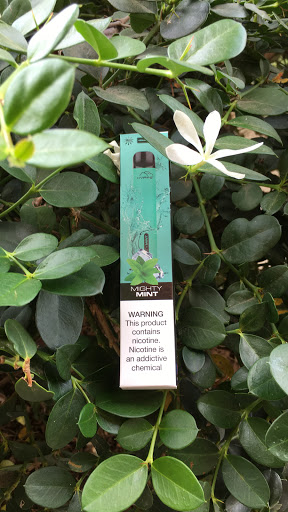 MIGHTY
MINT
WARNING
This product
contains
nicotine.
Nicotine is
an addictive
chemical